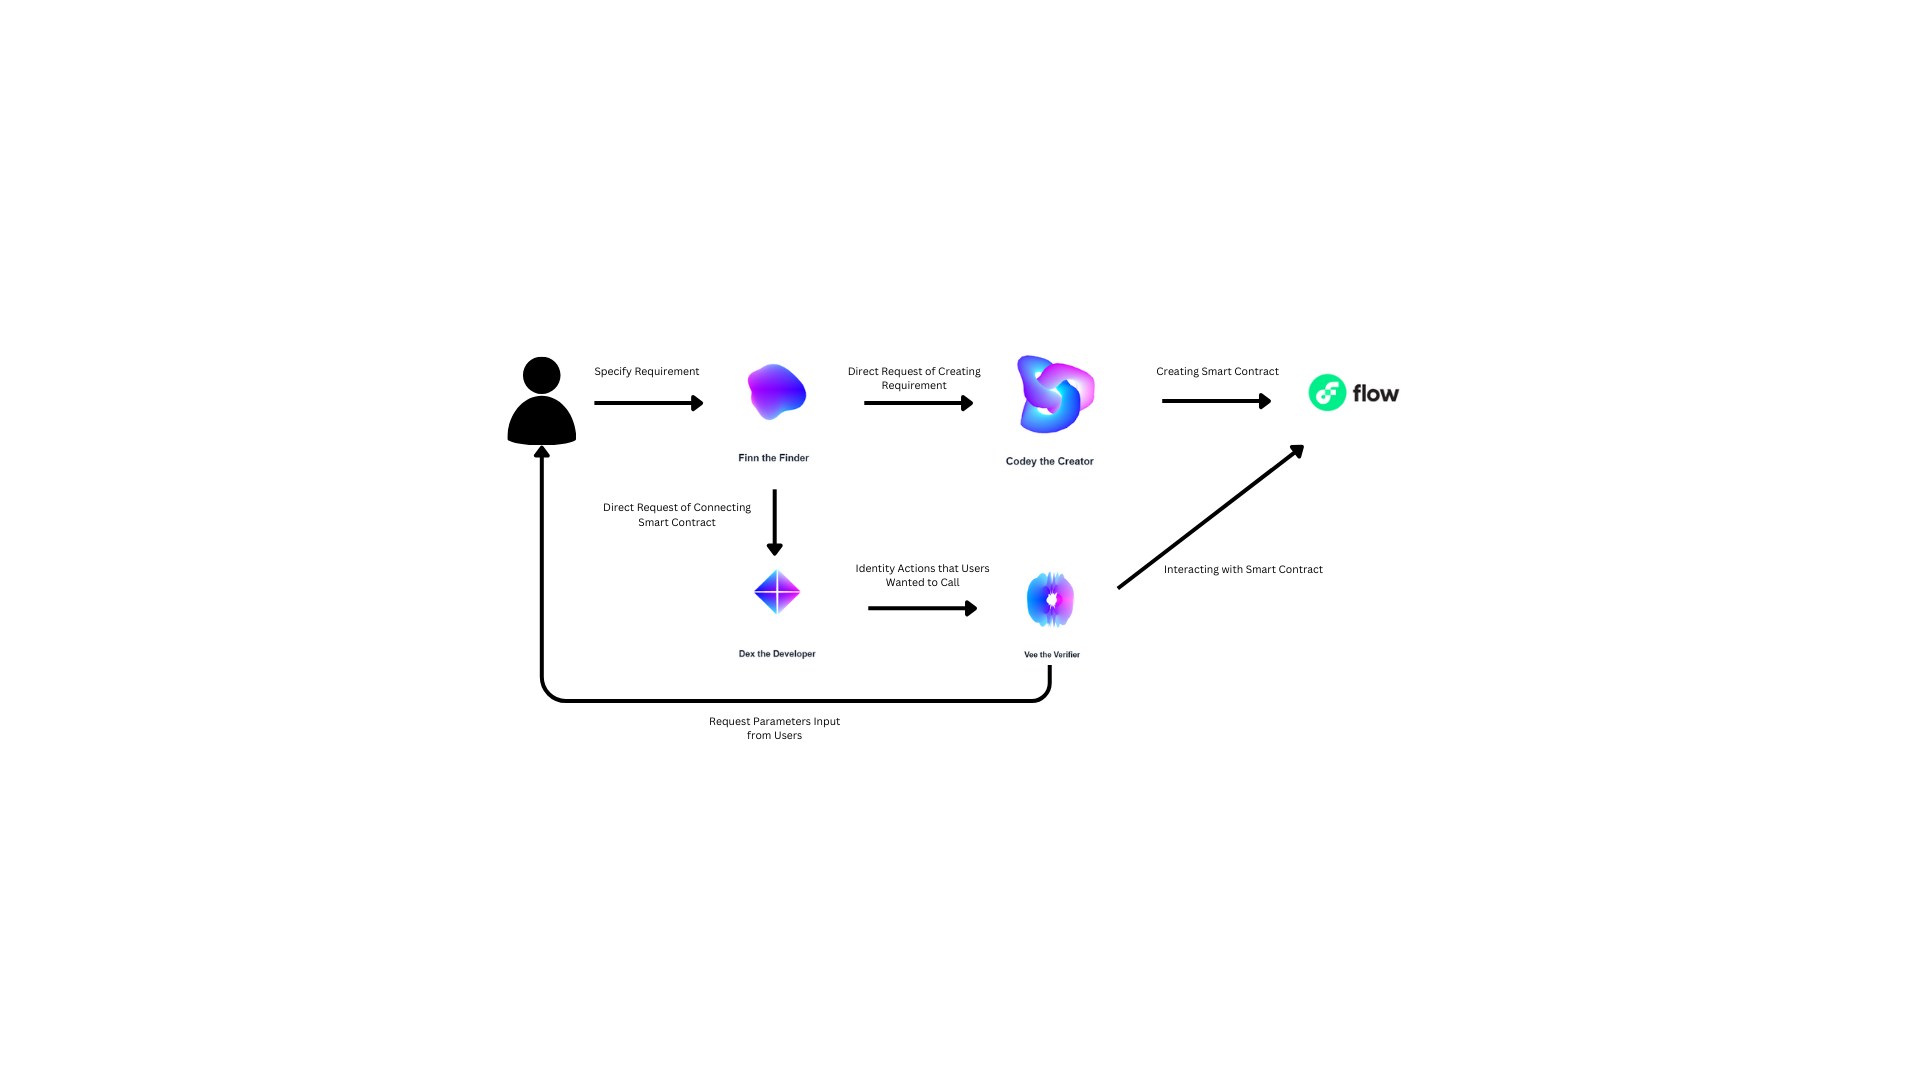 Specify Requirement
Direct Request of Creating
Requirement
Creating Smart Contract
flow
Finn the Finder
Codey the Creator
Direct Request of Connecting
Smart Contract
Identity Actions that Users
Wanted to Call
Interacting with Smart Contract
Dex the Developer
Vee the Verifier
Request Parameters Input
from Users